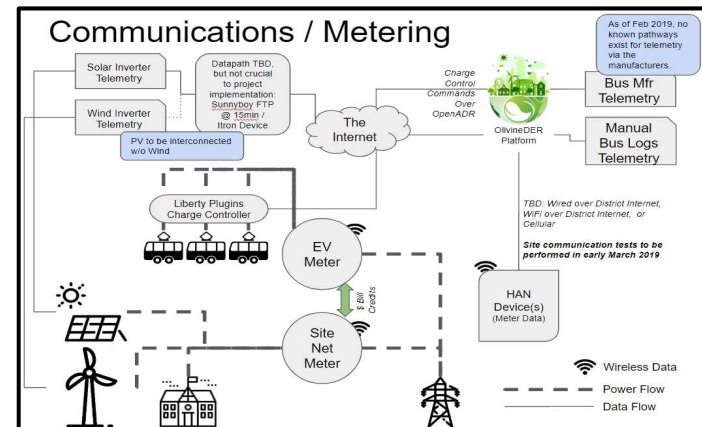 Communications / Metering
As of Feb 2019, no
known pathways
exist for telemetry
via the
manufacturers.
Solar Inverter
Telemetry
Datapath TBD,
but not crucial
to project
implementation:
Sunnyboy FTP
@ 15min /
Itron Device
Wind Inverter
Telemetry
PV to be interconnected
w/o Wind
The
Internet
Charge
Control
Commands
Over
OpenADR
OlivineDER
Platform
Bus Mfr
Telemetry
Manual
Bus Logs
Telemetry
Liberty Plugins
Charge Controller
EV
Meter
$ Bill
Credits
Site
Net
Meter
TBD: Wired over District Internet,
WiFi over District Internet, or
Cellular
Site communication tests to be
performed in early March 2019
HAN
Device(s)
(Meter Data)
Wireless Data
Power Flow
Data Flow